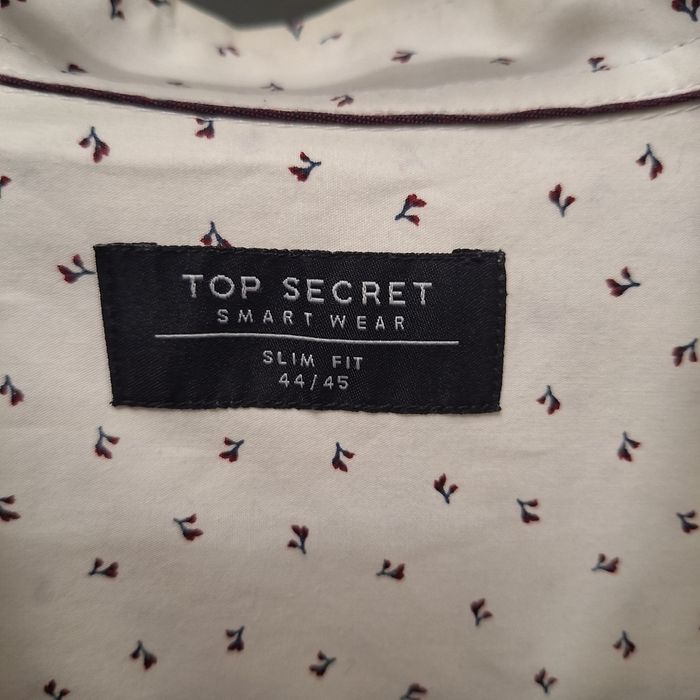 TOP SECRET
SMART WEAR
SLIM FIT
44/45